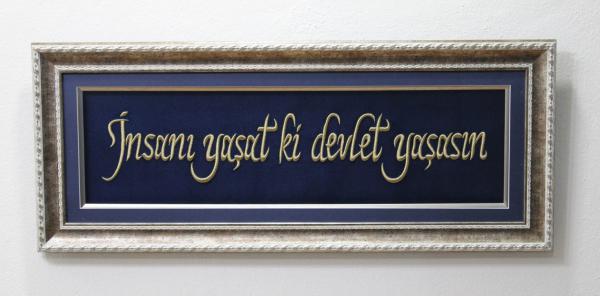 İnsanı yaşat ki devlet yaşasın